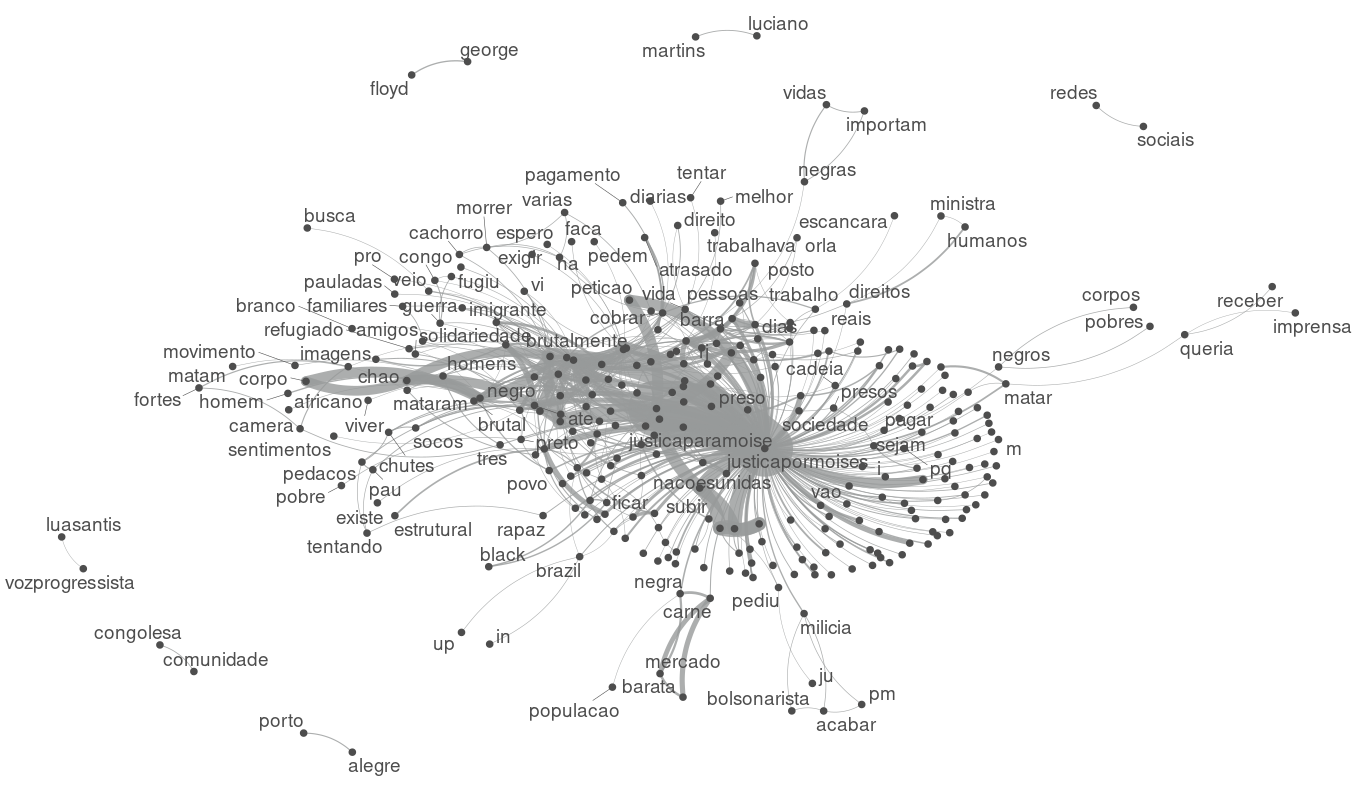 luciano
martins
george
floyd
vidas
importam
redes
sociais
negras
pagamento
tentar
diarias
melhor
varias
morrer
busca
direito
escancara
ministra
humanos
cachorro
espero
faca
exigir
ha
pedem
trabalhava
orla
pro
congo
atrasado
posto
pauladas
veio
fugiu
vi
peticao
vida
pessoas
trabalho
direitos
corpos
receber
branco
familiares
guerra
imigrante
cobrar
barra
dias
reais
pobres
imprensa
refugiado
amigos
solidariedade
brutalmente
rj
queria
movimento
imagens
homens
cadeia
negros
matam
corpo
chao
negro
preso
presos
matar
fortes
homem
africano
mataram
camera
viver
brutal
ate
sociedade
pagar
sentimentos
socos
preto
justicaparamoise
sejam
m
pedacos
chutes
tres
justicapormoises
i
pq
pobre
pau
povo
nacoesunidas
vao
existe
estrutural
rapaz
ficar
subir
luasantis
tentando
black
brazil
vozprogressista
negra
pediu
carne
congolesa
up
in
milicia
comunidade
mercado
barata
ju
bolsonarista
pm
populacao
acabar
porto
alegre